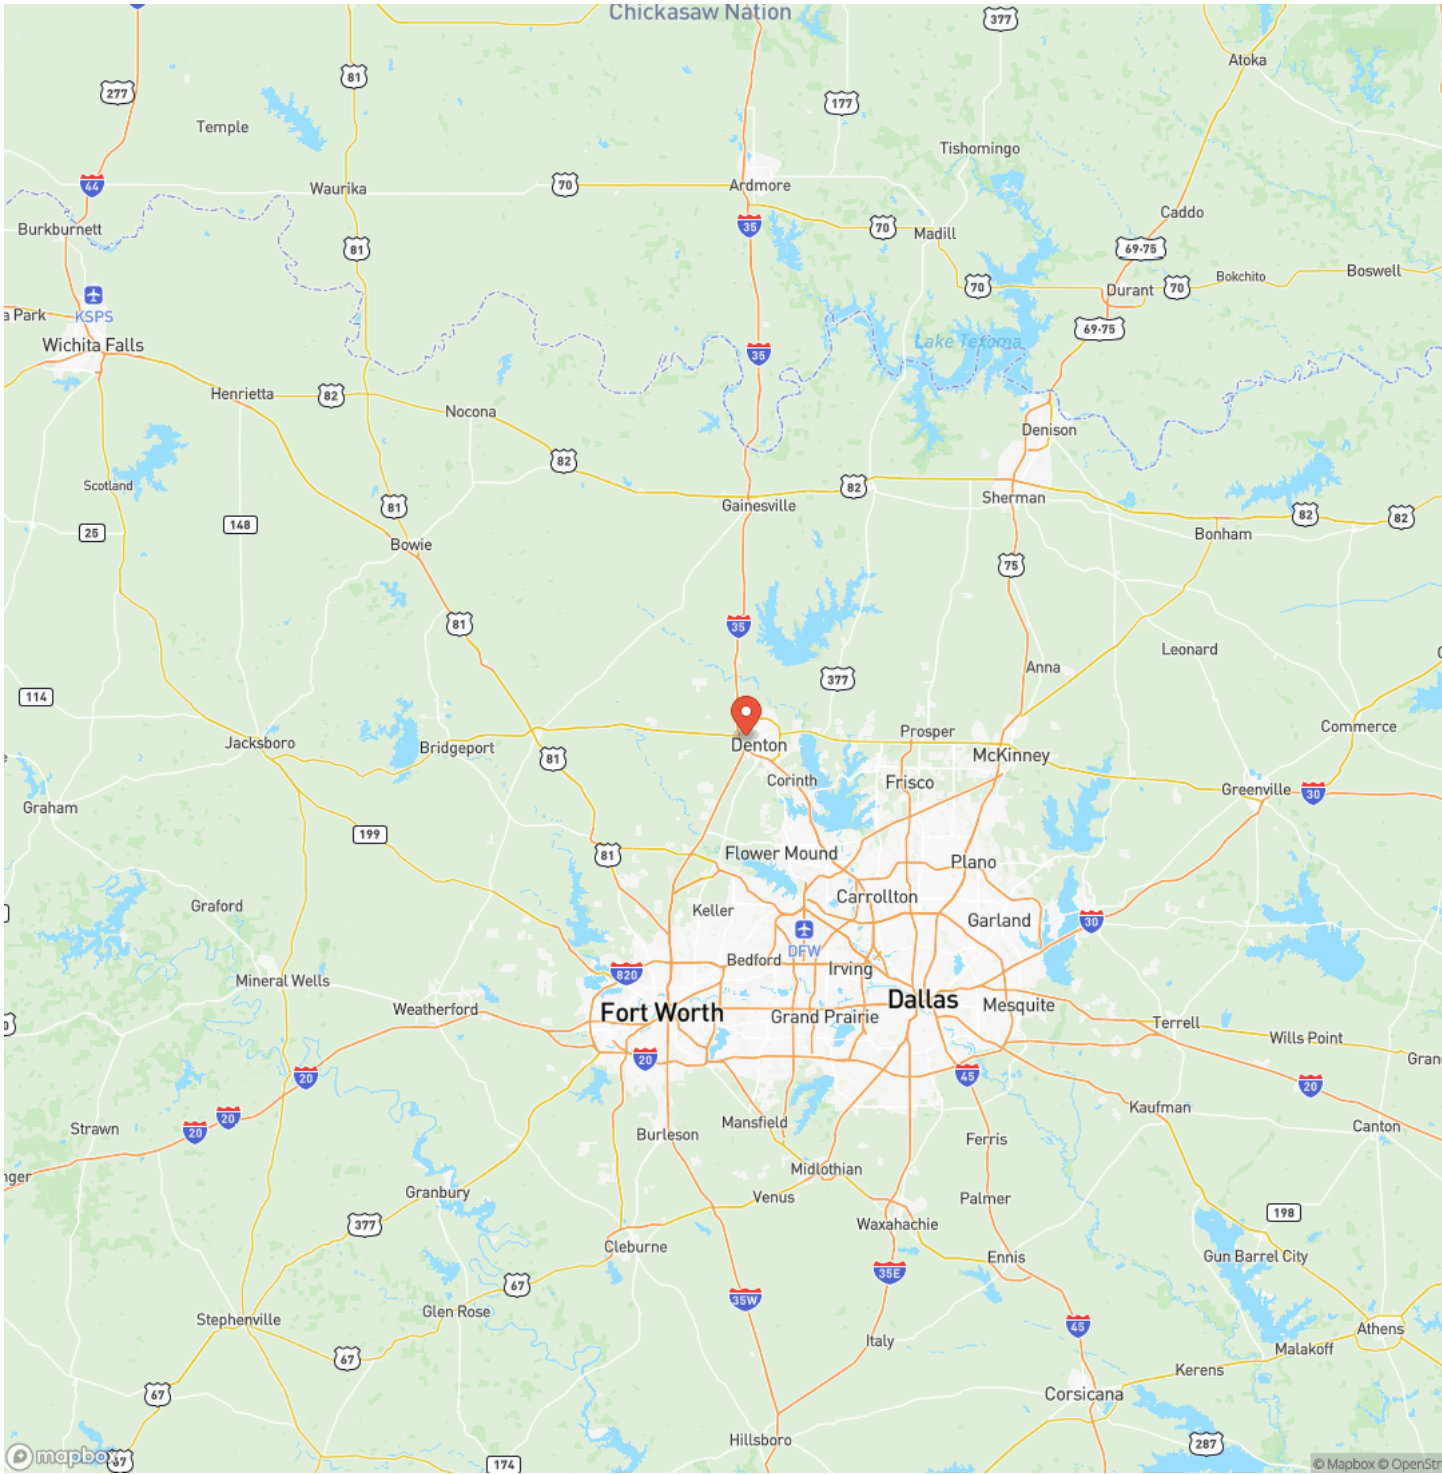 Chickasaw Nation
377
Atoka
81
277
177
Temple
Tishomingo
44
Waurika
70
Ardmore
Caddo
Burkburnett
35
70
Madill
69-75
81
Bokchito
Boswell
70
Durant
70
KSPS
a Park
69-75
Wichita Falls
Lake Texoma
35
Henrietta
82
Nocona
Denison
82
Scotland
82
Sherman
81
Gainesville
82
82
148
25
Bonham
Bowie
75
81
35
Leonard
Anna
377
114
Commerce
Jacksboro
Bridgeport
Denton
Prosper
McKinney
81
Corinth
Frisco
Greenville
30
Graham
199
81
Flower Mound
Plano
Carrollton
Graford
Keller
Garland
30
DFW
Bedford
Irving
820
Mineral Wells
Weatherford
Fort Worth
Dallas
Mesquite
Grand Prairie
Terrell
Wills Point
Gran
20
20
45
20
20
20
Kaufman
Strawn
Mansfield
Canton
Burleson
Ferris
nger
Midlothian
Granbury
Venus
Palmer
198
377
Waxahachie
Cleburne
Ennis
Gun Barrel City
67
35E
35W
Glen Rose
Stephenville
45
Athens
Italy
Malakoff
67
Kerens
67
Corsicana
Hillsboro
287
mapbox
67
174
© Mapbox © OpenStr